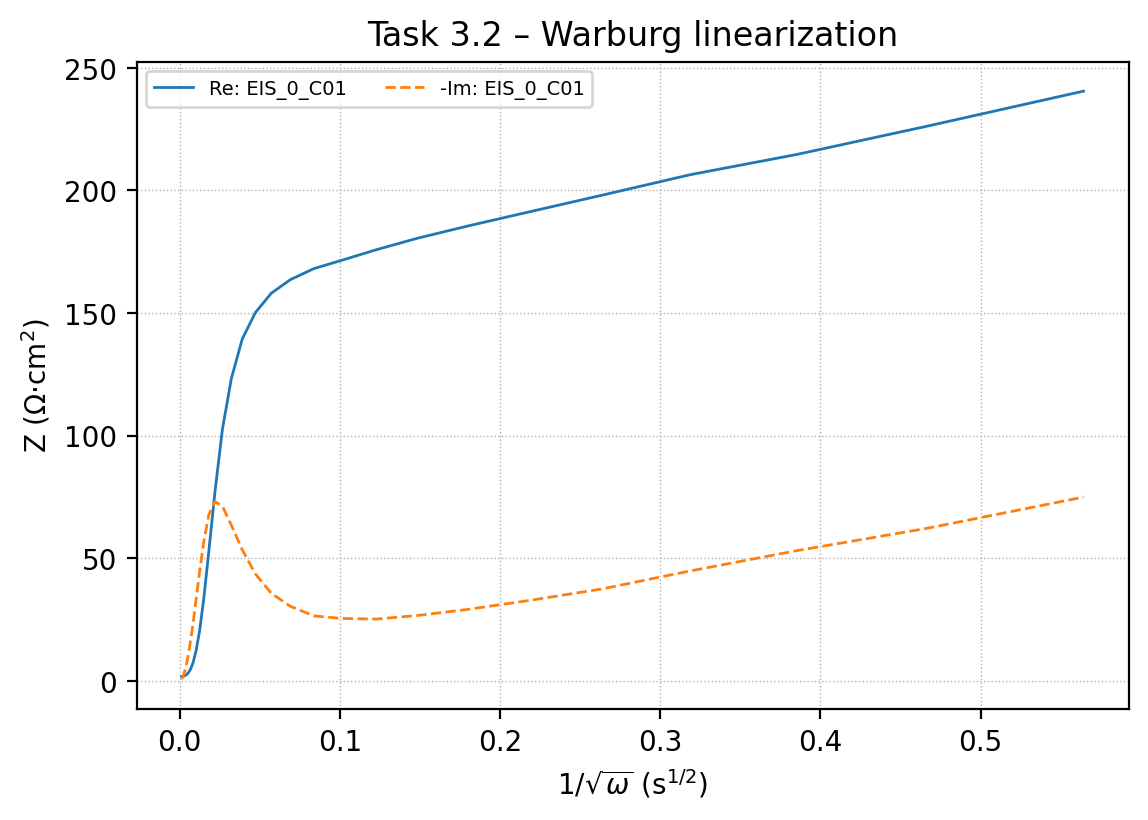 Task 3.2 – Warburg linearization
Re: EIS_0_C01
-Im: EIS_0_C01
Z (Ω·cm²)
250
200
150
100
50
0
0.0 0.1 0.2 0.3 0.4 0.5
1/√ω (s^1/2)